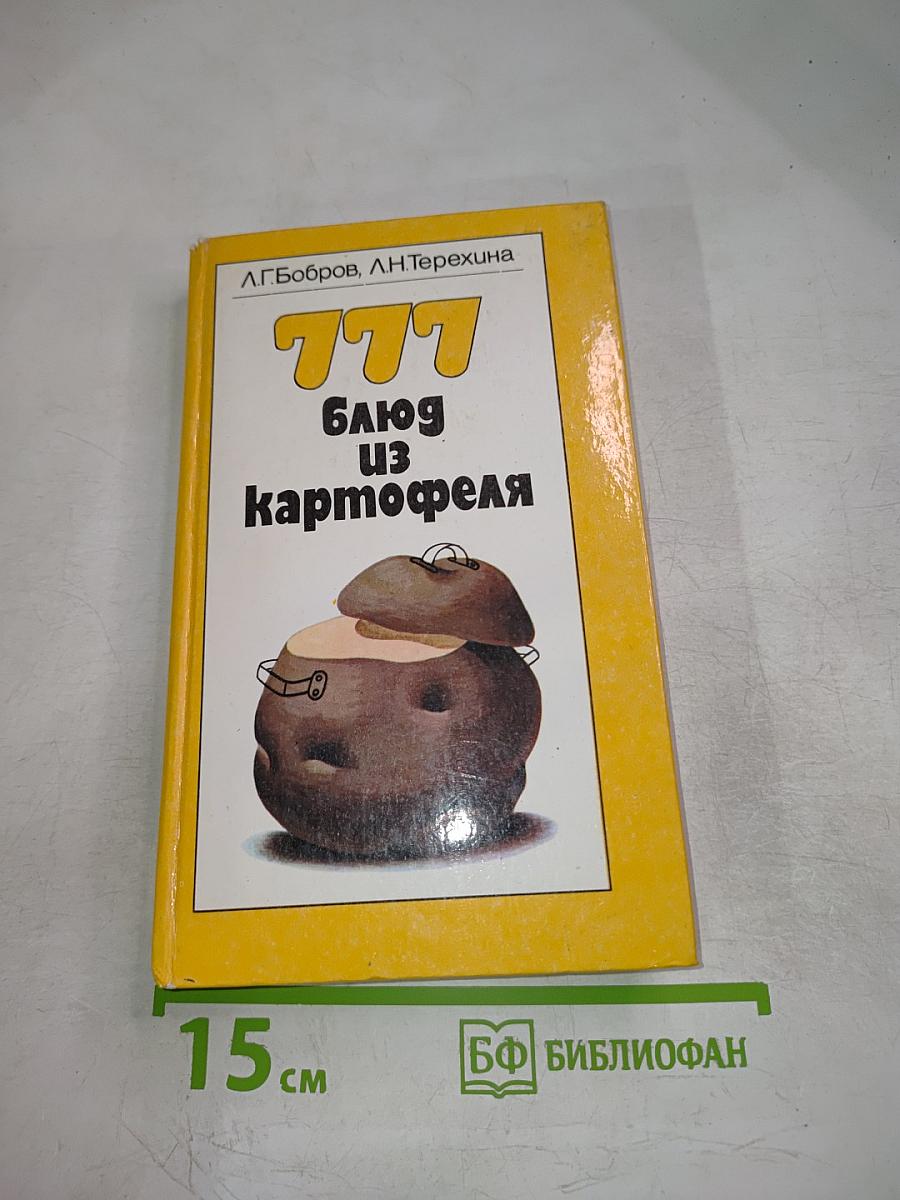 Л.Г.Бобров, Л.Н.Терехина
777
блюд
из
картофеля
15 см
БФ БИБЛИОФАН